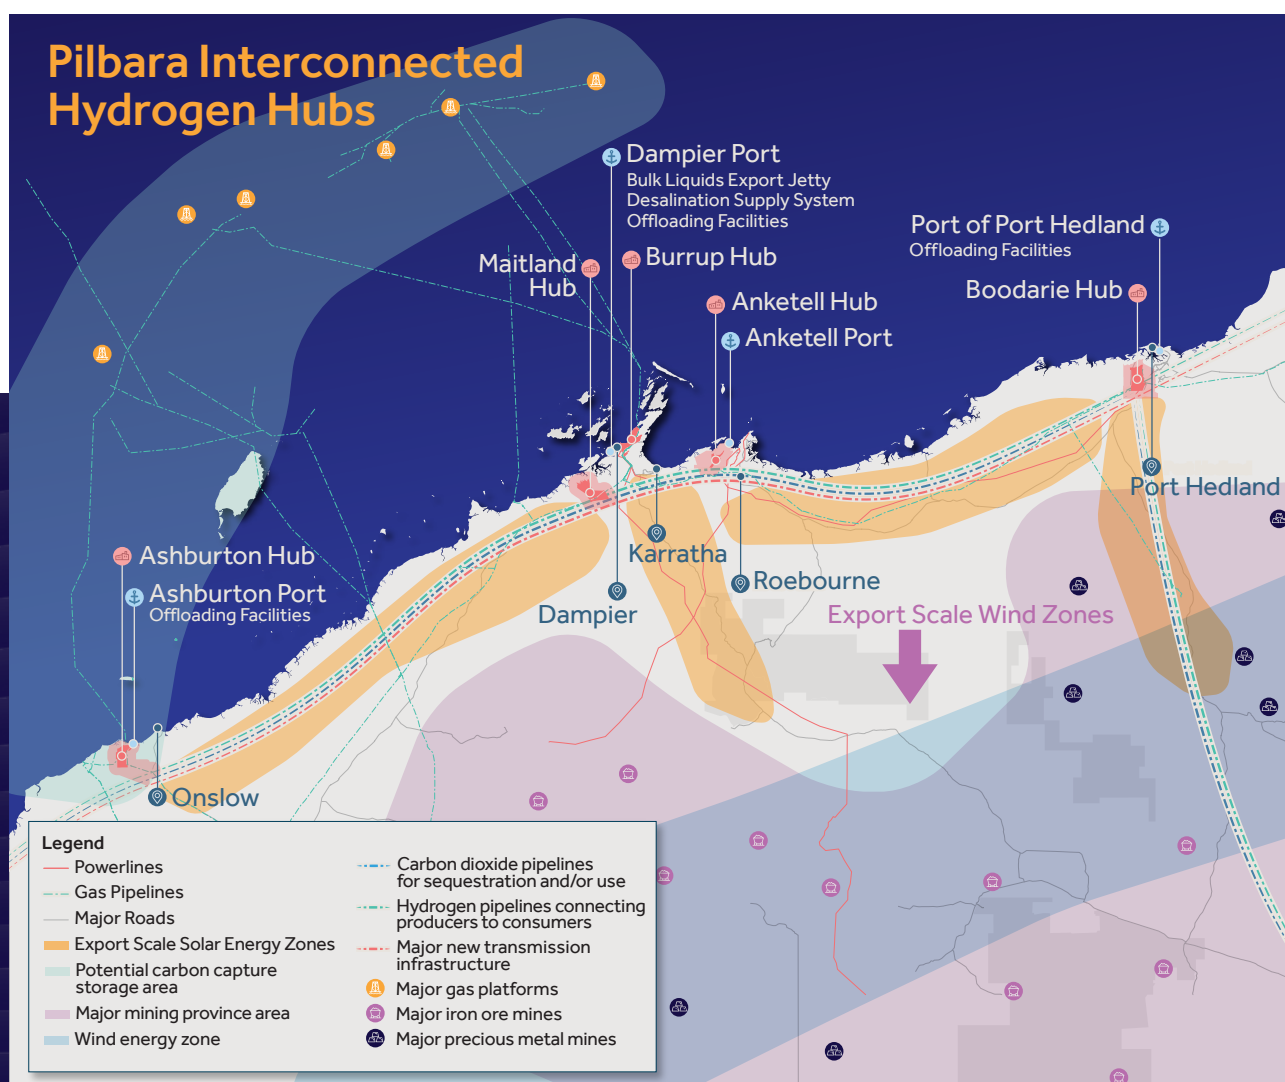 Pilbara Interconnected
Hydrogen Hubs
Dampier Port
Bulk Liquids Export Jetty
Desalination Supply System
Offloading Facilities
Port of Port Hedland
Offloading Facilities
Maitland
Hub
Burrup Hub
Boodarie Hub
Anketell Hub
Anketell Port
Port Hedland
Ashburton Hub
Ashburton Port
Offloading Facilities
Karratha
Roebourne
Dampier
Export Scale Wind Zones
Onslow
Legend
Powerlines
Gas Pipelines
Major Roads
Export Scale Solar Energy Zones
Potential carbon capture
storage area
Major mining province area
Wind energy zone
Carbon dioxide pipelines
for sequestration and/or use
Hydrogen pipelines connecting
producers to consumers
Major new transmission
infrastructure
Major gas platforms
Major iron ore mines
Major precious metal mines